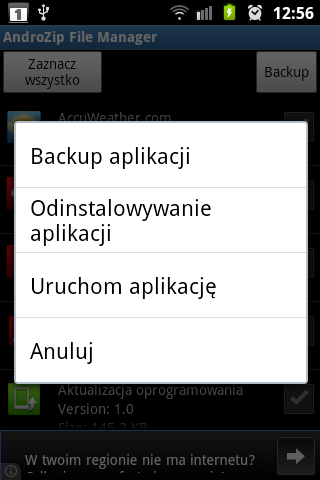 1
12:56
AndroZip File Manager
Zaznacz
wszystko
Backup
AccuWeather.com
Backup aplikacji
Odinstalowywanie
aplikacji
Uruchom aplikację
Anuluj
Aktualizacja oprogramowania
Version: 1.0
Size: 145.2 KB
W twoim regionie nie ma internetu?